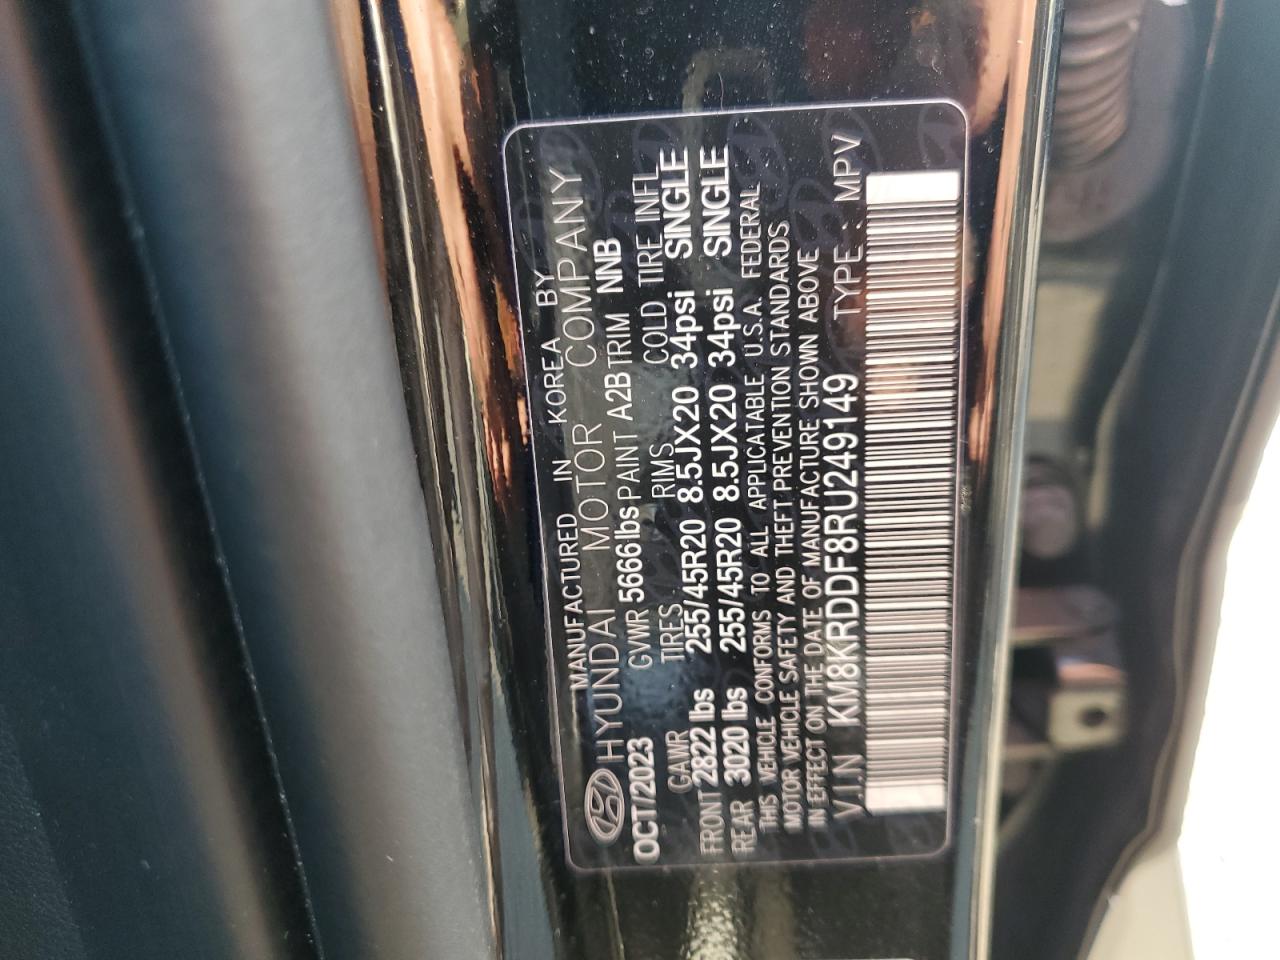 MANUFACTURED IN KOREA BY
HYUNDAI MOTOR COMPANY
OCT/2023 GVWR 5666 lbs PAINT A2B TRIM NNB
GAWR TIRES RIMS COLD TIRE INFL
FRONT 2822 lbs 255/45R20 8.5JX20 34psi SINGLE
REAR 3020 lbs 255/45R20 8.5JX20 34psi SINGLE
THIS VEHICLE CONFORMS TO ALL APPLICATABLE U.S.A. FEDERAL
MOTOR VEHICLE SAFETY AND THEFT PREVENTION STANDARDS
IN EFFECT ON THE DATE OF MANUFACTURE SHOWN ABOVE
V.I.N KM8KRDDF8RU249149 TYPE : MPV